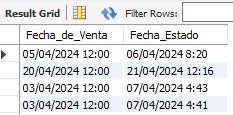 Result Grid Filter Rows:
Fecha_de_Venta Fecha_Estado
05/04/2024 12:00 06/04/2024 8:20
20/04/2024 12:00 21/04/2024 12:16
03/04/2024 12:00 07/04/2024 4:43
03/04/2024 12:00 07/04/2024 4:41